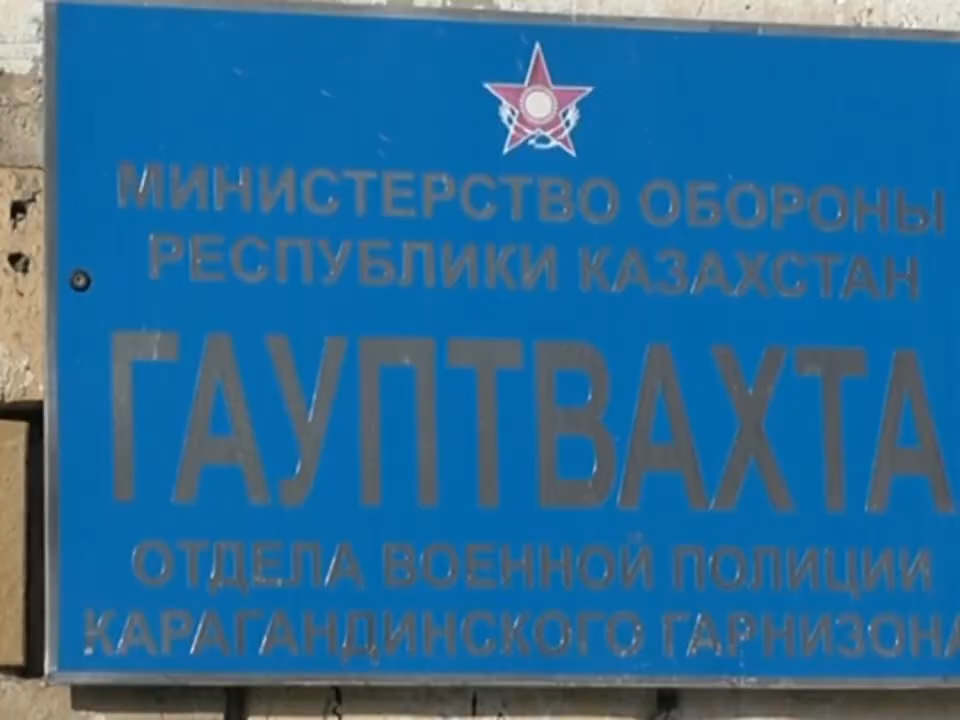 МИНИСТЕРСТВО ОБОРОНЫ
РЕСПУБЛИКИ КАЗАХСТАН
ГАУПТВАХТА
ОТДЕЛА ВОЕННОЙ ПОЛИЦИИ
КАРАГАНДИНСКОГО ГАРНИЗОНА